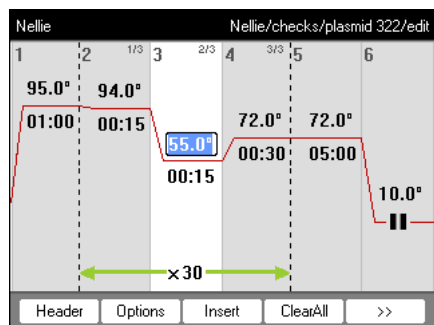 Nellie Nellie/checks/plasmid 322/edit
1 2 1/3 3 2/3 4 3/3 5 6
95.0° 94.0° 72.0° 72.0°
01:00 00:15 55.0° 00:30 05:00
00:15
10.0°
×30
Header Options Insert ClearAll >>